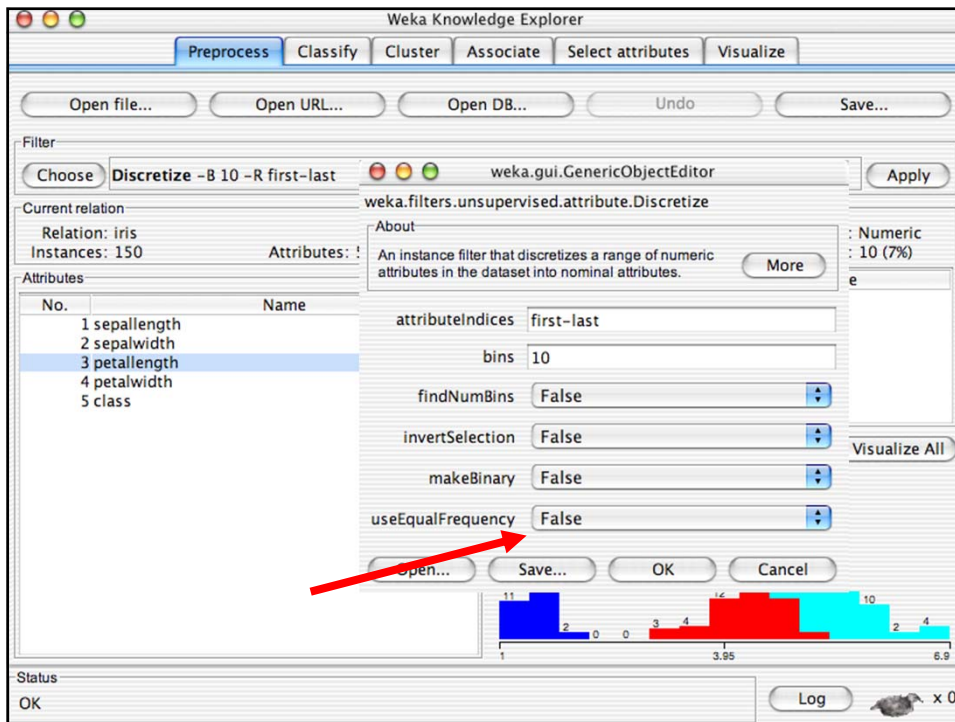 Weka Knowledge Explorer
Preprocess Classify Cluster Associate Select attributes Visualize
Open file... Open URL... Open DB... Undo Save...
Filter
Choose Discretize -B 10 -R first-last Apply
weka.gui.GenericObjectEditor
weka.filters.unsupervised.attribute.Discretize
About
An instance filter that discretizes a range of numeric
attributes in the dataset into nominal attributes.
More
attributeIndices first-last
bins 10
findNumBins False
invertSelection False
makeBinary False
useEqualFrequency False
Open... Save... OK Cancel
Current relation
Relation: iris
Instances: 150 Attributes:
: Numeric
: 10 (7%)
e
Attributes
No. Name
1 sepallength
2 sepalwidth
3 petallength
4 petalwidth
5 class
Visualize All
11 2 0 0 3 4 12 10 2 4
1 3.95 6.9
Status
OK
Log x 0